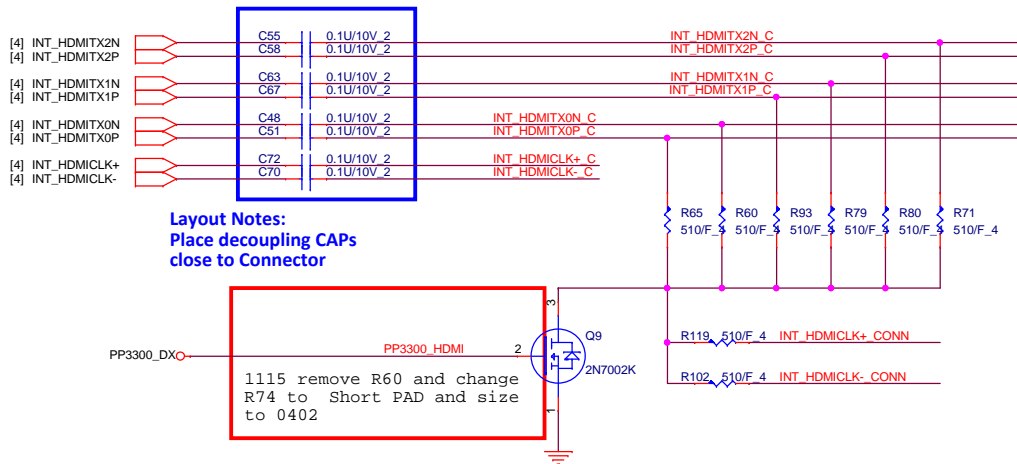 [4] INT_HDMITX2N C55 0.1U/10V_2 INT_HDMITX2N_C
[4] INT_HDMITX2P C58 0.1U/10V_2 INT_HDMITX2P_C
[4] INT_HDMITX1N C63 0.1U/10V_2 INT_HDMITX1N_C
[4] INT_HDMITX1P C67 0.1U/10V_2 INT_HDMITX1P_C
[4] INT_HDMITX0N C48 0.1U/10V_2 INT_HDMITX0N_C
[4] INT_HDMITX0P C51 0.1U/10V_2 INT_HDMITX0P_C
[4] INT_HDMICLK+ C72 0.1U/10V_2 INT_HDMICLK+_C
[4] INT_HDMICLK- C70 0.1U/10V_2 INT_HDMICLK-_C
Layout Notes:
Place decoupling CAPs
close to Connector
R65 R60 R93 R79 R80 R71
510/F_4 510/F_4 510/F_4 510/F_4 510/F_4 510/F_4
3
Q9
R119 510/F_4 INT_HDMICLK+_CONN
PP3300_DX PP3300_HDMI 2
2N7002K
R102 510/F_4 INT_HDMICLK-_CONN
1115 remove R60 and change
R74 to Short PAD and size
to 0402
1